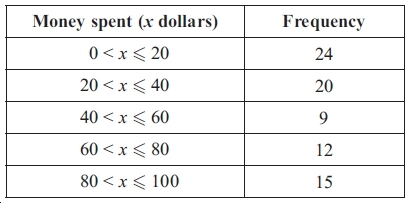 Money spent (x dollars) Frequency
0 < x ⩽ 20 24
20 < x ⩽ 40 20
40 < x ⩽ 60 9
60 < x ⩽ 80 12
80 < x ⩽ 100 15